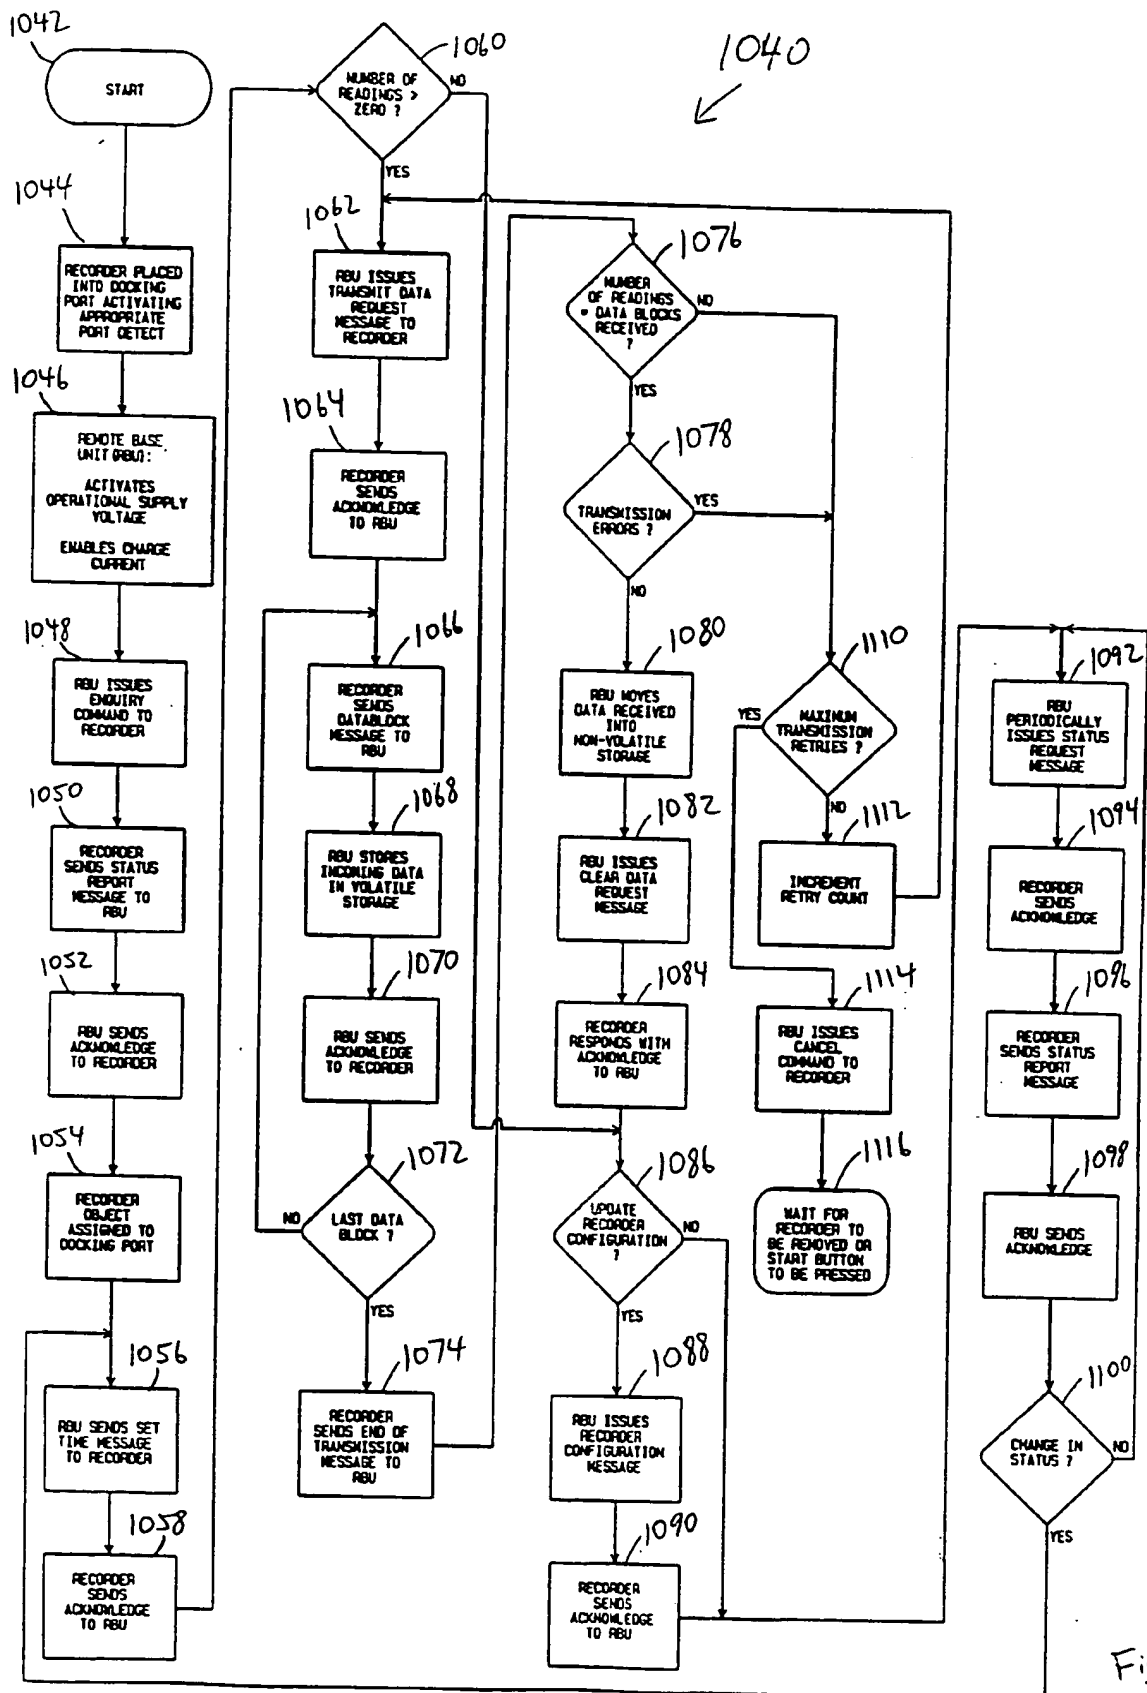 1042
START
1044
RECORDER PLACED
INTO DOCKING
PORT ACTIVATING
APPROPRIATE
PORT DETECT
1046
REMOTE BASE
UNIT (RBU):
ACTIVATES
OPERATIONAL SUPPLY
VOLTAGE
ENABLES CHARGE
CURRENT
1048
RBU ISSUES
ENQUIRY
COMMAND TO
RECORDER
1050
RECORDER
SENDS STATUS
REPORT
MESSAGE TO
RBU
1052
RBU SENDS
ACKNOWLEDGE
TO RECORDER
1054
RECORDER
OBJECT
ASSIGNED TO
DOCKING PORT
1056
RBU SENDS SET
TIME MESSAGE
TO RECORDER
1058
RECORDER
SENDS
ACKNOWLEDGE
TO RBU
1060
NUMBER OF
READINGS >
ZERO ?
NO
YES
1062
RBU ISSUES
TRANSMIT DATA
REQUEST
MESSAGE TO
RECORDER
1064
RECORDER
SENDS
ACKNOWLEDGE
TO RBU
1066
RECORDER
SENDS
DATABLOCK
MESSAGE TO
RBU
1068
RBU STORES
INCOMING DATA
IN VOLATILE
STORAGE
1070
RBU SENDS
ACKNOWLEDGE
TO RECORDER
1072
LAST DATA
BLOCK ?
NO
YES
1074
RECORDER
SENDS END OF
TRANSMISSION
MESSAGE TO
RBU
1040
1076
NUMBER
OF READINGS
= DATA BLOCKS
RECEIVED
?
NO
YES
1078
TRANSMISSION
ERRORS ?
YES
NO
1080
RBU MOVES
DATA RECEIVED
INTO
NON-VOLATILE
STORAGE
1082
RBU ISSUES
CLEAR DATA
REQUEST
MESSAGE
1084
RECORDER
RESPONDS WITH
ACKNOWLEDGE
TO RBU
1086
UPDATE
RECORDER
CONFIGURATION
?
NO
YES
1088
RBU ISSUES
RECORDER
CONFIGURATION
MESSAGE
1090
RECORDER
SENDS
ACKNOWLEDGE
TO RBU
1110
MAXIMUM
TRANSMISSION
RETRIES ?
YES
NO
1112
INCREMENT
RETRY COUNT
1114
RBU ISSUES
CANCEL
COMMAND TO
RECORDER
1116
WAIT FOR
RECORDER TO
BE REMOVED OR
START BUTTON
TO BE PRESSED
1092
RBU
PERIODICALLY
ISSUES STATUS
REQUEST
MESSAGE
1094
RECORDER
SENDS
ACKNOWLEDGE
1096
RECORDER
SENDS STATUS
REPORT
MESSAGE
1098
RBU SENDS
ACKNOWLEDGE
1100
CHANGE IN
STATUS ?
NO
YES